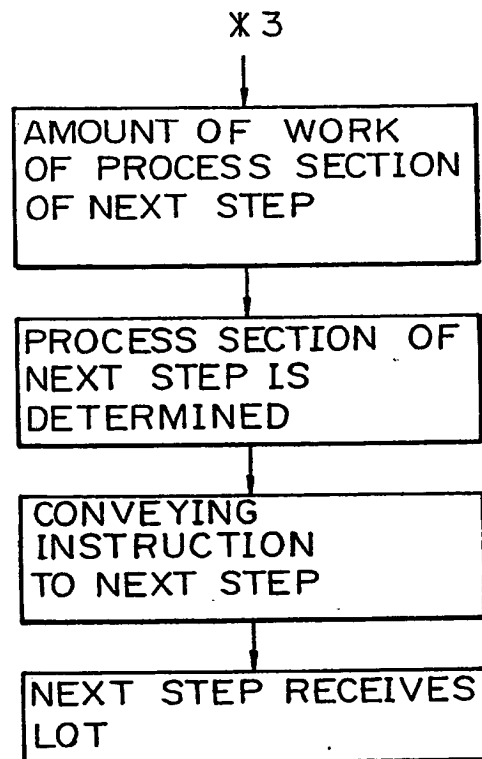 ※3
AMOUNT OF WORK
OF PROCESS SECTION
OF NEXT STEP
PROCESS SECTION OF
NEXT STEP IS
DETERMINED
CONVEYING
INSTRUCTION
TO NEXT STEP
NEXT STEP RECEIVES
LOT